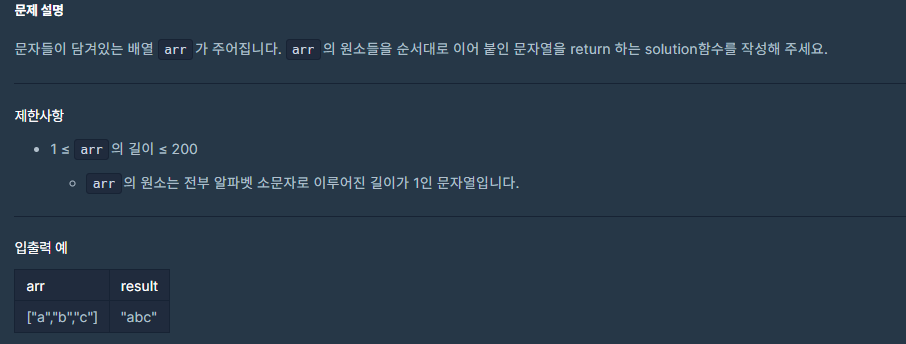 문제 설명
문자들이 담겨있는 배열 arr 가 주어집니다. arr 의 원소들을 순서대로 이어 붙인 문자열을 return 하는 solution함수를 작성해 주세요.
제한사항
• 1 ≤ arr 의 길이 ≤ 200
◦ arr 의 원소는 전부 알파벳 소문자로 이루어진 길이가 1인 문자열입니다.
입출력 예
arr result
["a","b","c"] "abc"